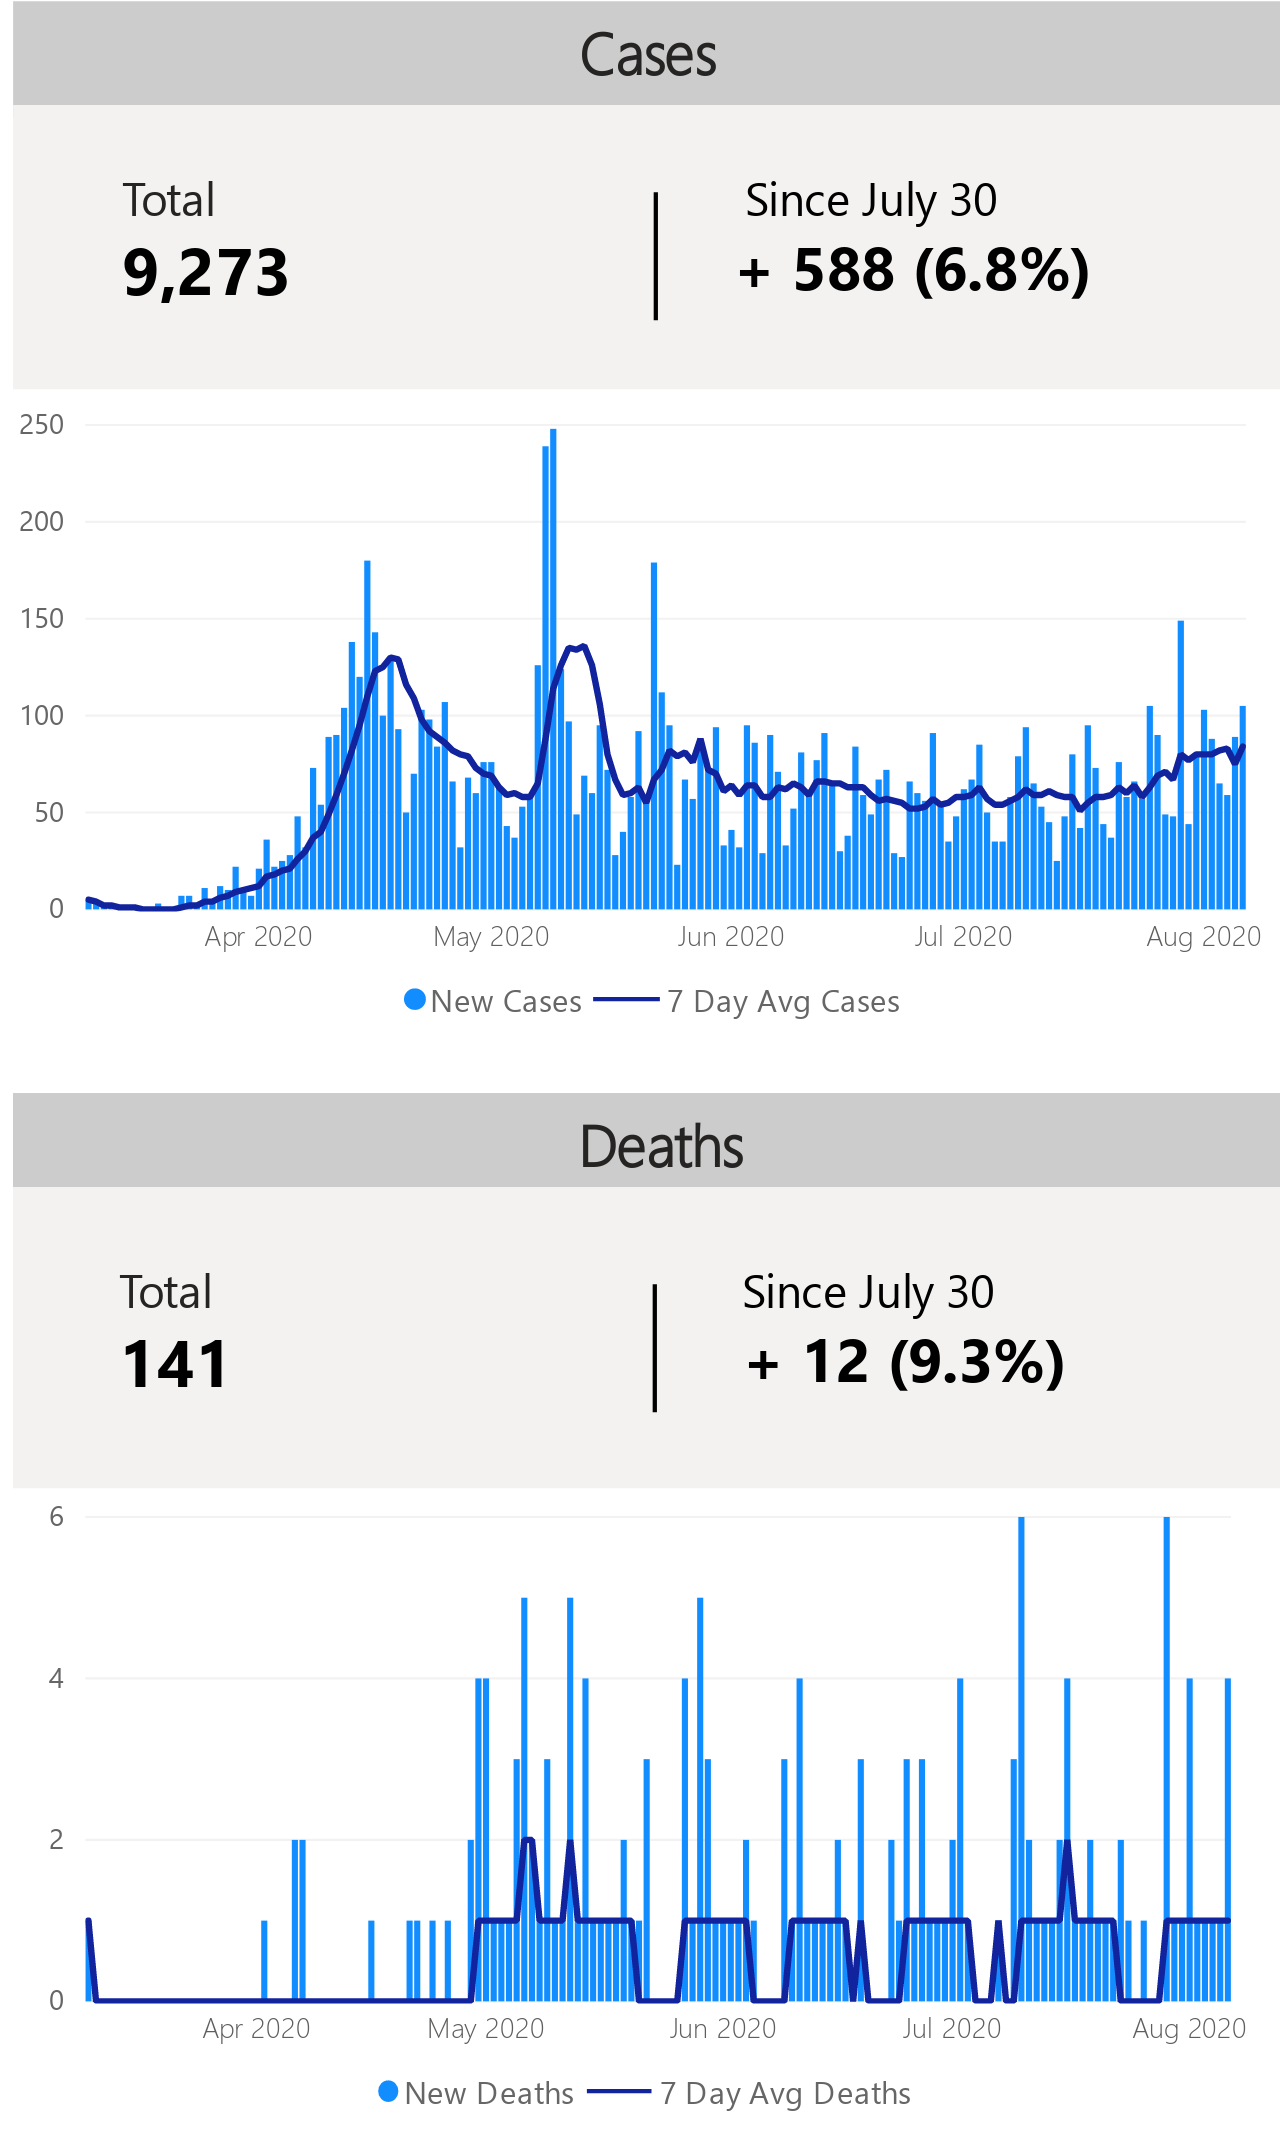 Cases
Total
Since July 30
9,273
+ 588 (6.8%)
250
200
150
100
50
0
Apr 2020
May 2020
Jun 2020
Jul 2020
Aug 2020
New Cases
7 Day Avg Cases
Deaths
Total
Since July 30
141
+ 12 (9.3%)
6
4
2
0
Apr 2020
May 2020
Jun 2020
Jul 2020
Aug 2020
New Deaths
7 Day Avg Deaths